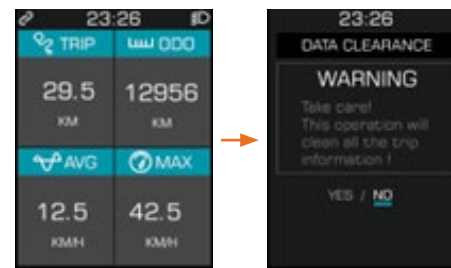 23:26
TRIP
ODO
29.5
12956
KM
KM
AVG
MAX
12.5
42.5
KM/H
KM/H
23:26
DATA CLEARANCE
WARNING
Take care!
This operation will
clean all the trip
information !
YES / NO